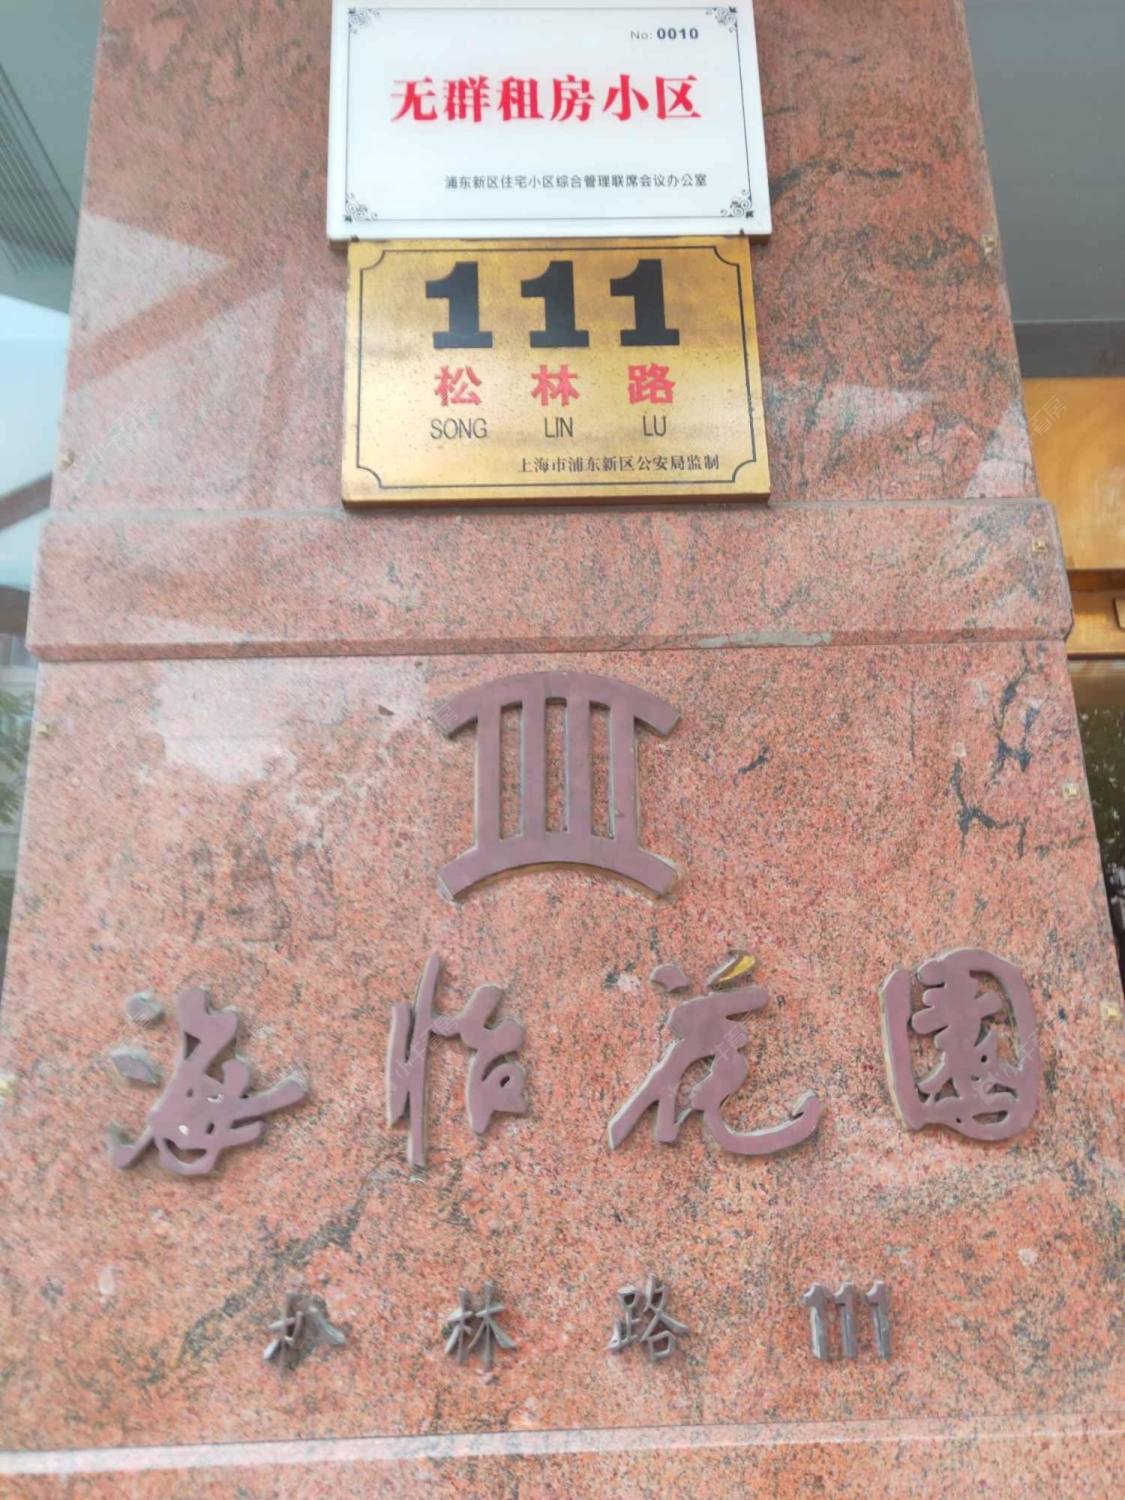 No: 0010
无群租房小区
浦东新区住宅小区综合管理联席会议办公室
111
松林路
SONG LIN LU
上海市浦东新区公安局监制
海怡花園
松林路 111